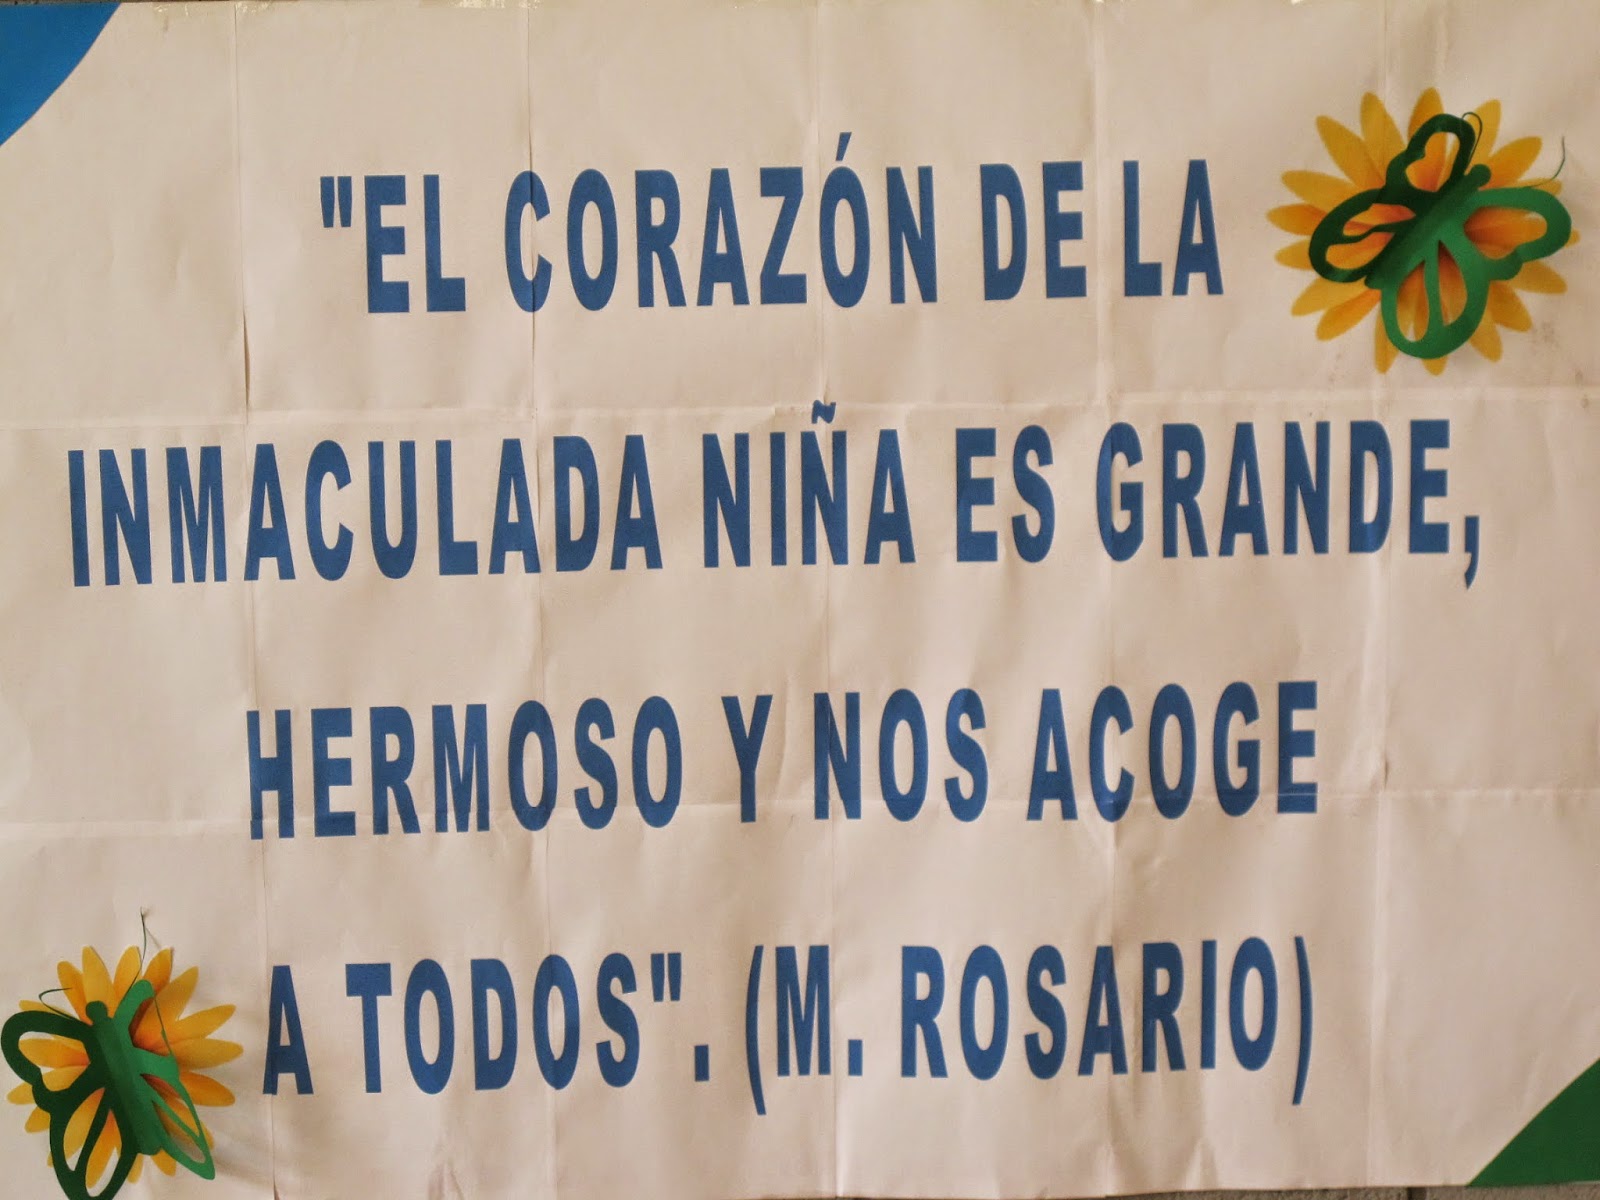 "EL CORAZÓN DE LA
INMACULADA NIÑA ES GRANDE,
HERMOSO Y NOS ACOGE
A TODOS". (M. ROSARIO)